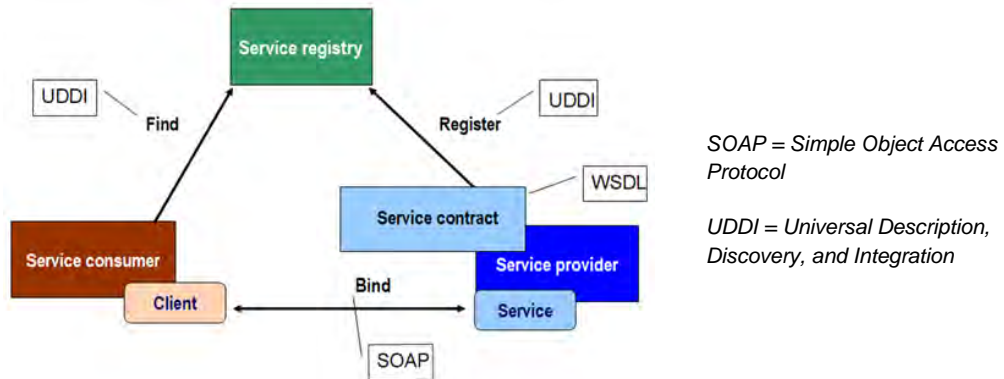 Service registry
UDDI
UDDI
Find
Register
SOAP = Simple Object Access
Protocol
WSDL
Service contract
UDDI = Universal Description,
Discovery, and Integration
Service consumer
Service provider
Bind
Client
Service
SOAP